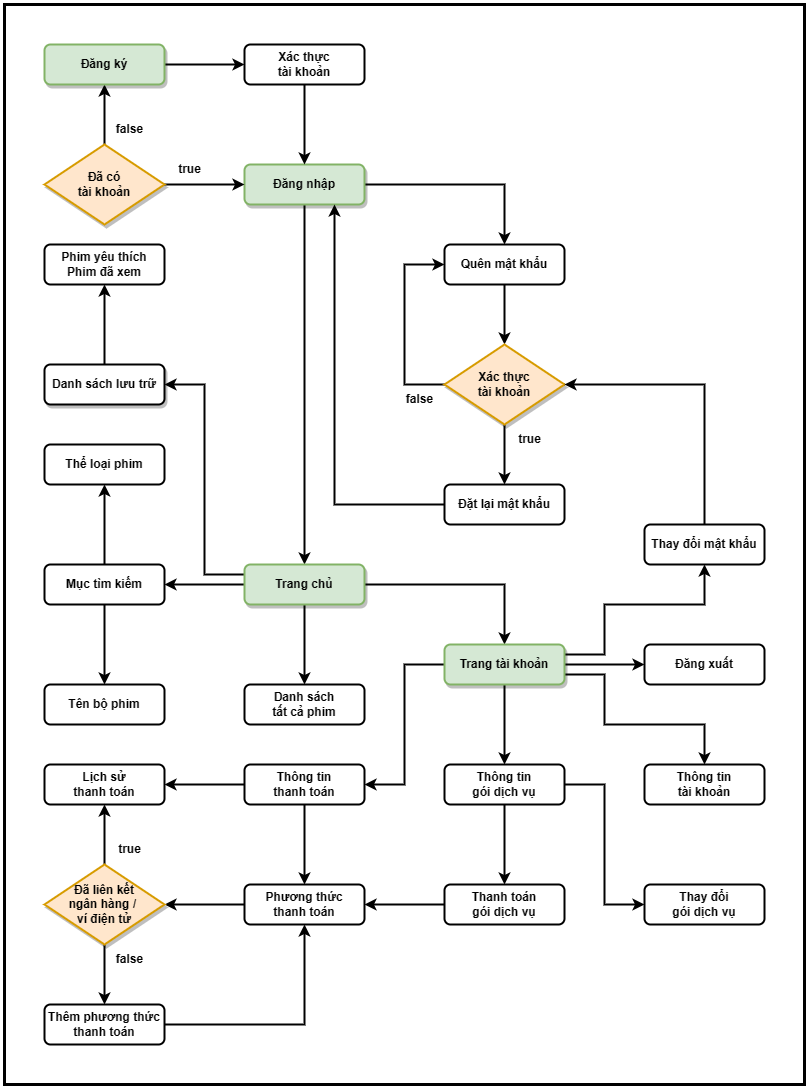 Đăng ký
Xác thực
tài khoản
false
Đã có
tài khoản
true
Đăng nhập
Phim yêu thích
Phim đã xem
Quên mật khẩu
Danh sách lưu trữ
Xác thực
tài khoản
false
true
Thể loại phim
Đặt lại mật khẩu
Thay đổi mật khẩu
Mục tìm kiếm
Trang chủ
Trang tài khoản
Đăng xuất
Tên bộ phim
Danh sách
tất cả phim
Lịch sử
thanh toán
Thông tin
thanh toán
Thông tin
gói dịch vụ
Thông tin
tài khoản
true
Đã liên kết
ngân hàng /
ví điện tử
Phương thức
thanh toán
Thanh toán
gói dịch vụ
Thay đổi
gói dịch vụ
false
Thêm phương thức
thanh toán